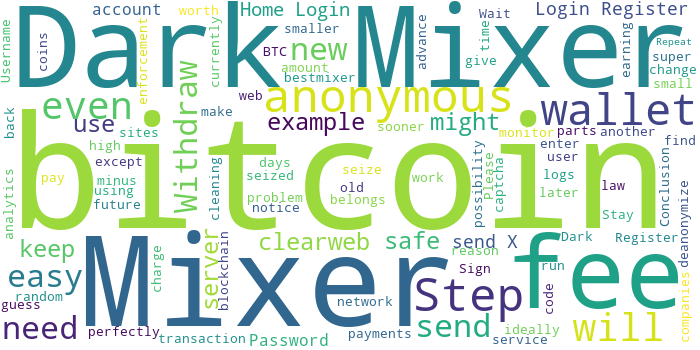 Dark Mixer
bitcoin
Mixer fee
Home Login
Login Register
account
worth
smaller
Wait
advance
time
give
earning
super
change
Repeat
small
Username
coins
enforcement
currently
BTC
new
amount
bestmixer
even
anonymous
wallet
use
sites
Withdraw
web
make
example
sooner
might
monitor
parts
another
find
back
high
except
enter
user
pay
minus
using
future
days
seized
cleaning
seize
problem
old
notice
belongs
work
possibility
please
captcha
logs
later
law
Stay
Conclusion
deanonymize
analytics
keep
server
blockchain
clearweb
safe
send X
reason
Dark
Register
easy
charge
Sign
Step
run
code
companies
random
guess
need
perfectly
network
transaction
Password
payments
send
ideally
service
will